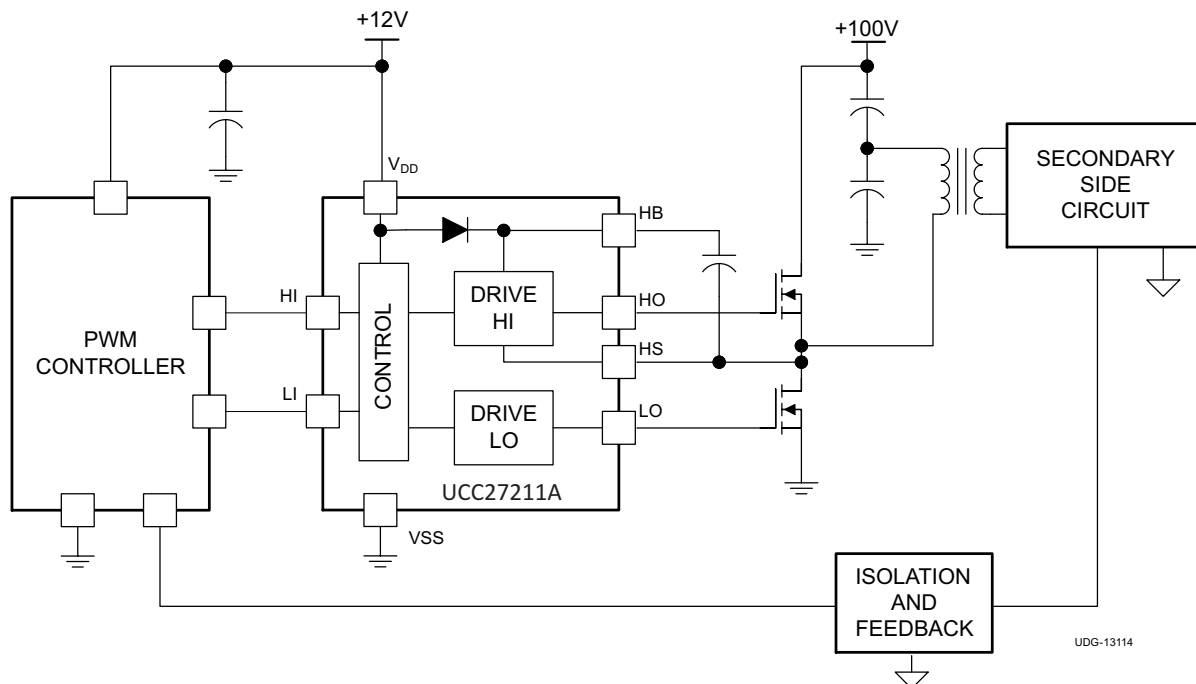 +12V
+100V
SECONDARY
SIDE
CIRCUIT
VDD
HB
HI
DRIVE
HI
HO
PWM
CONTROLLER
CONTROL
HS
LI
DRIVE
LO
LO
UCC27211A
VSS
ISOLATION
AND
FEEDBACK
UDG-13114